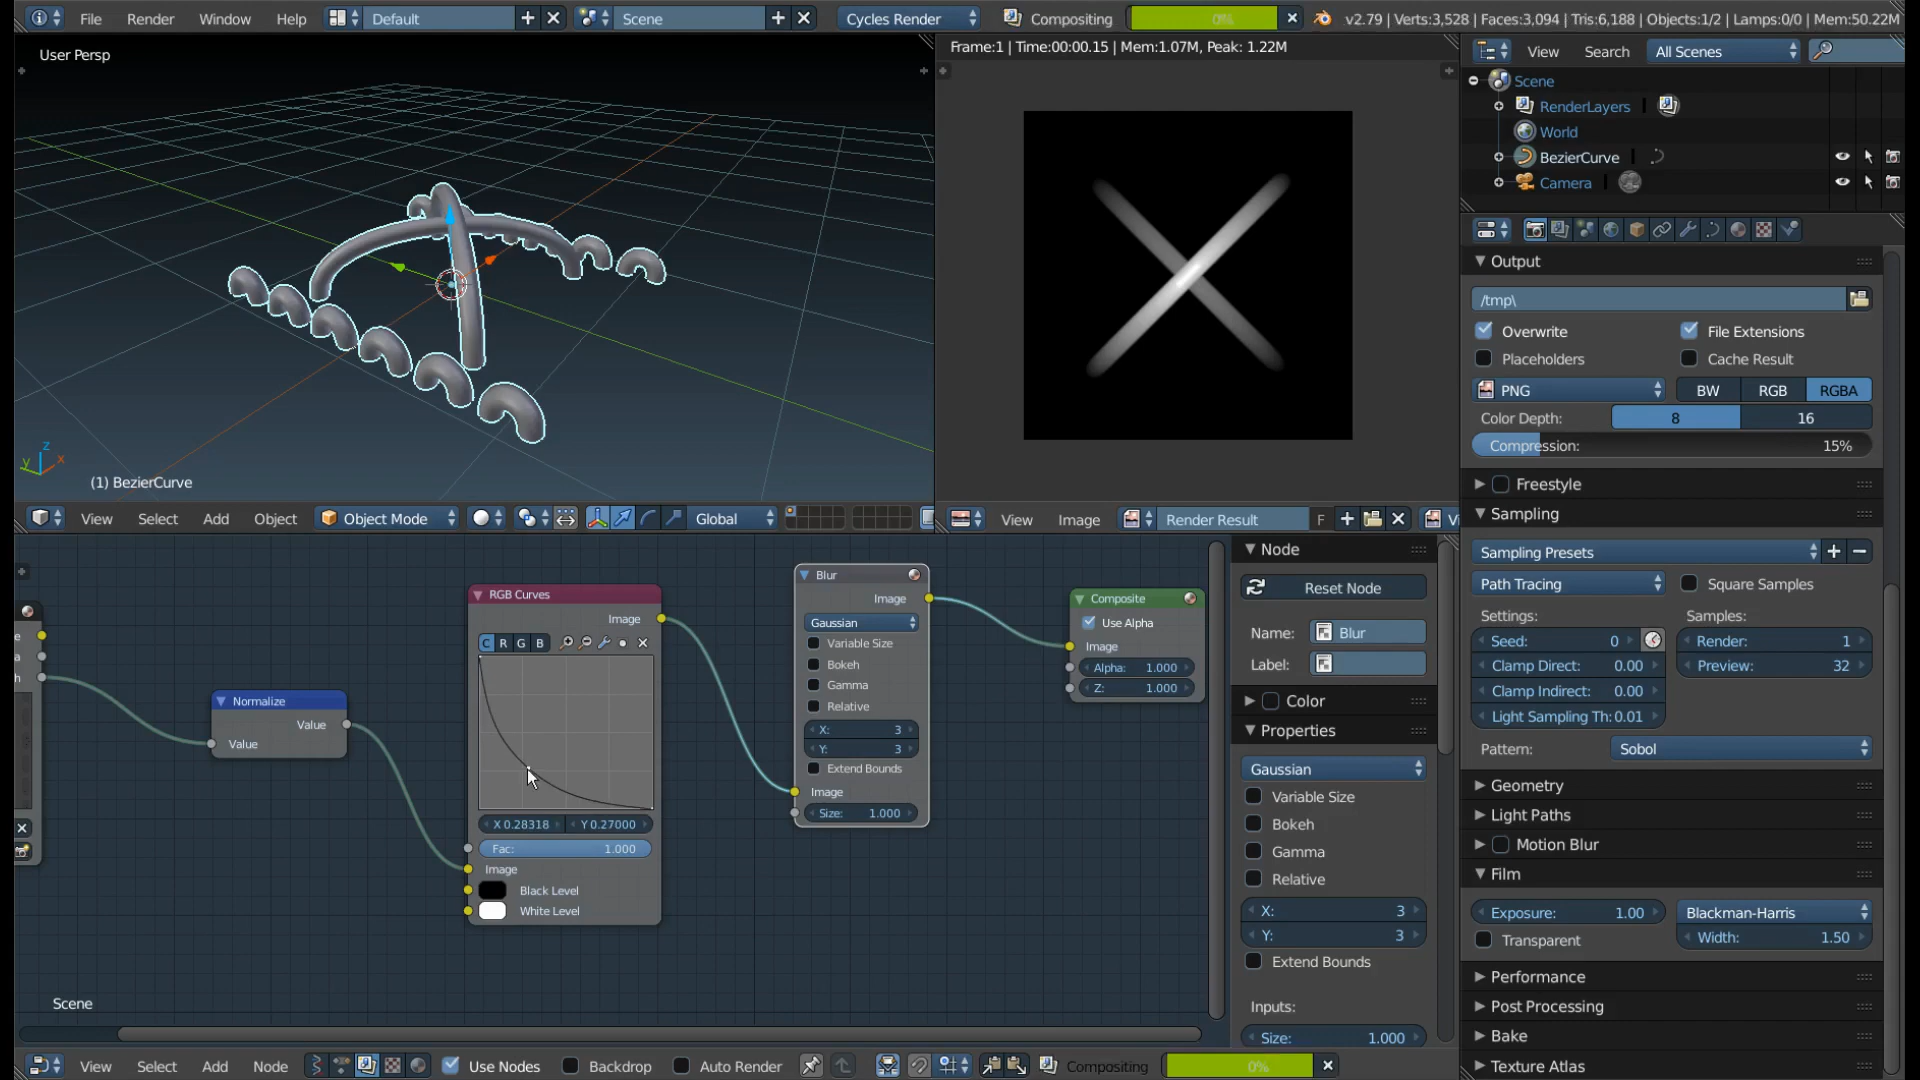 File Render Window Help Default Scene Cycles Render Compositing 0% v2.79 | Verts:3,528 | Faces:3,094 | Tris:6,188 | Objects:1/2 | Lamps:0/0 | Mem:50.22M
User Persp
(1) BezierCurve
z
y x
View Select Add Object Object Mode Global
Frame:1 | Time:00:00.15 | Mem:1.07M, Peak: 1.22M
View Image Render Result F
View Search All Scenes
Scene
RenderLayers
World
BezierCurve
Camera
Output
/tmp\
Overwrite File Extensions
Placeholders Cache Result
PNG BW RGB RGBA
Color Depth: 8 16
Compression: 15%
Freestyle
Sampling
Sampling Presets
Path Tracing Square Samples
Settings: Samples:
Seed: 0 Render: 1
Clamp Direct: 0.00 Preview: 32
Clamp Indirect: 0.00
Light Sampling Th: 0.01
Pattern: Sobol
Geometry
Light Paths
Motion Blur
Film
Exposure: 1.00 Blackman-Harris
Transparent Width: 1.50
Performance
Post Processing
Bake
Texture Atlas
Normalize
Value
Value
RGB Curves
Image
C R G B
X 0.28318 Y 0.27000
Fac: 1.000
Image
Black Level
White Level
Blur
Image
Gaussian
Variable Size
Bokeh
Gamma
Relative
X: 3
Y: 3
Extend Bounds
Image
Size: 1.000
Composite
Use Alpha
Image
Alpha: 1.000
Z: 1.000
Node
Reset Node
Name: Blur
Label:
Color
Properties
Gaussian
Variable Size
Bokeh
Gamma
Relative
X: 3
Y: 3
Extend Bounds
Inputs:
Size: 1.000
Scene
View Select Add Node Use Nodes Backdrop Auto Render Compositing 0%